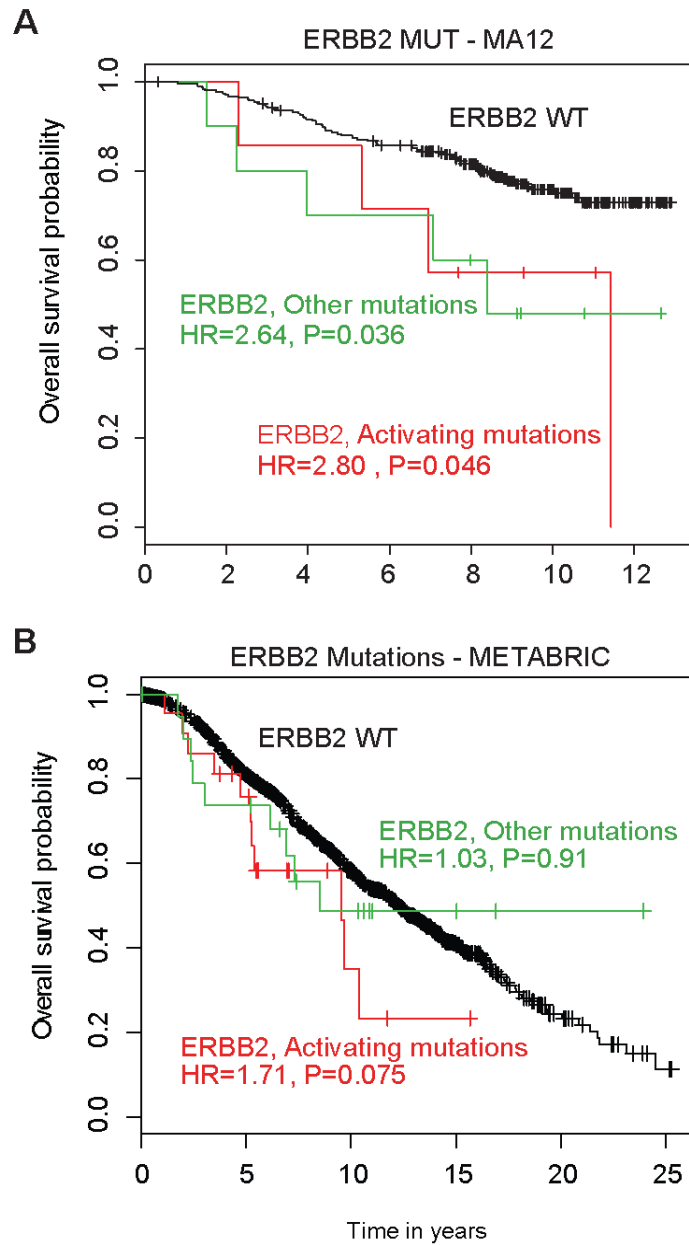 A
ERBB2 MUT - MA12
Overall survival probability
1.0
0.8
0.6
0.4
0.2
0.0
ERBB2 WT
ERBB2, Other mutations
HR=2.64, P=0.036
ERBB2, Activating mutations
HR=2.80 , P=0.046
0 2 4 6 8 10 12
B
ERBB2 Mutations - METABRIC
Overall suvival probability
1.0
0.8
0.6
0.4
0.2
0.0
ERBB2 WT
ERBB2, Other mutations
HR=1.03, P=0.91
ERBB2, Activating mutations
HR=1.71, P=0.075
0 5 10 15 20 25
Time in years